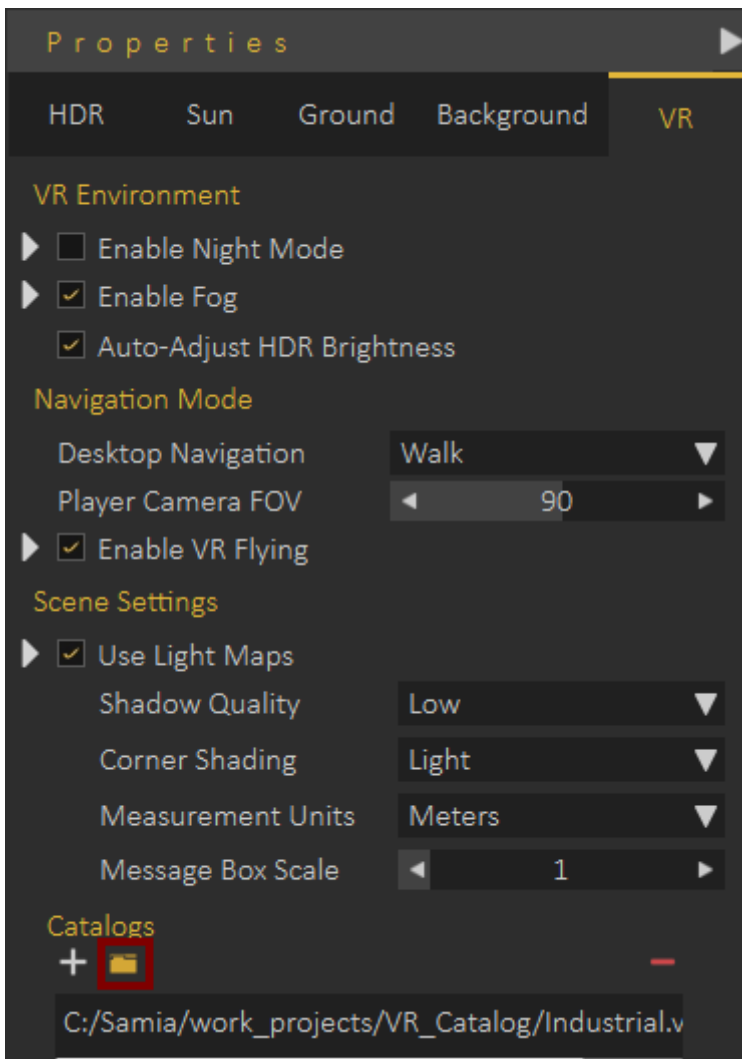 Properties
HDR Sun Ground Background VR
VR Environment
Enable Night Mode
Enable Fog
Auto-Adjust HDR Brightness
Navigation Mode
Desktop Navigation Walk
Player Camera FOV 90
Enable VR Flying
Scene Settings
Use Light Maps
Shadow Quality Low
Corner Shading Light
Measurement Units Meters
Message Box Scale 1
Catalogs
C:/Samia/work_projects/VR_Catalog/Industrial.v